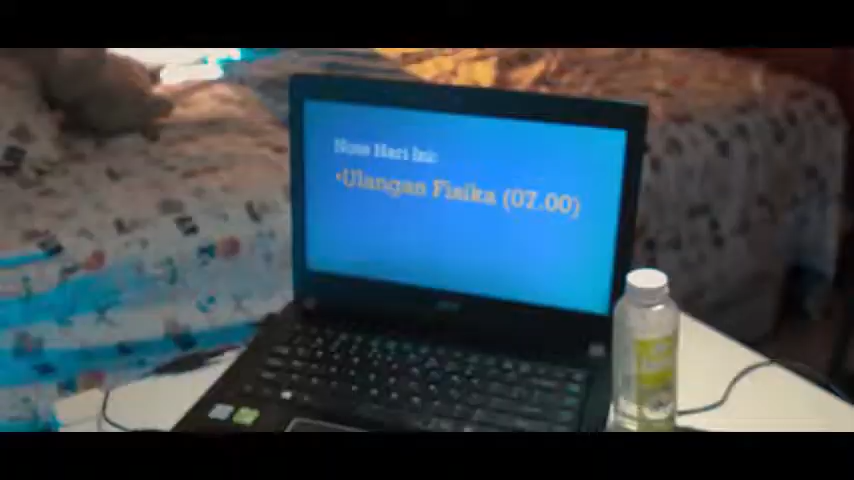 Note Hari Ini:
•Ulangan Fisika (07.00)